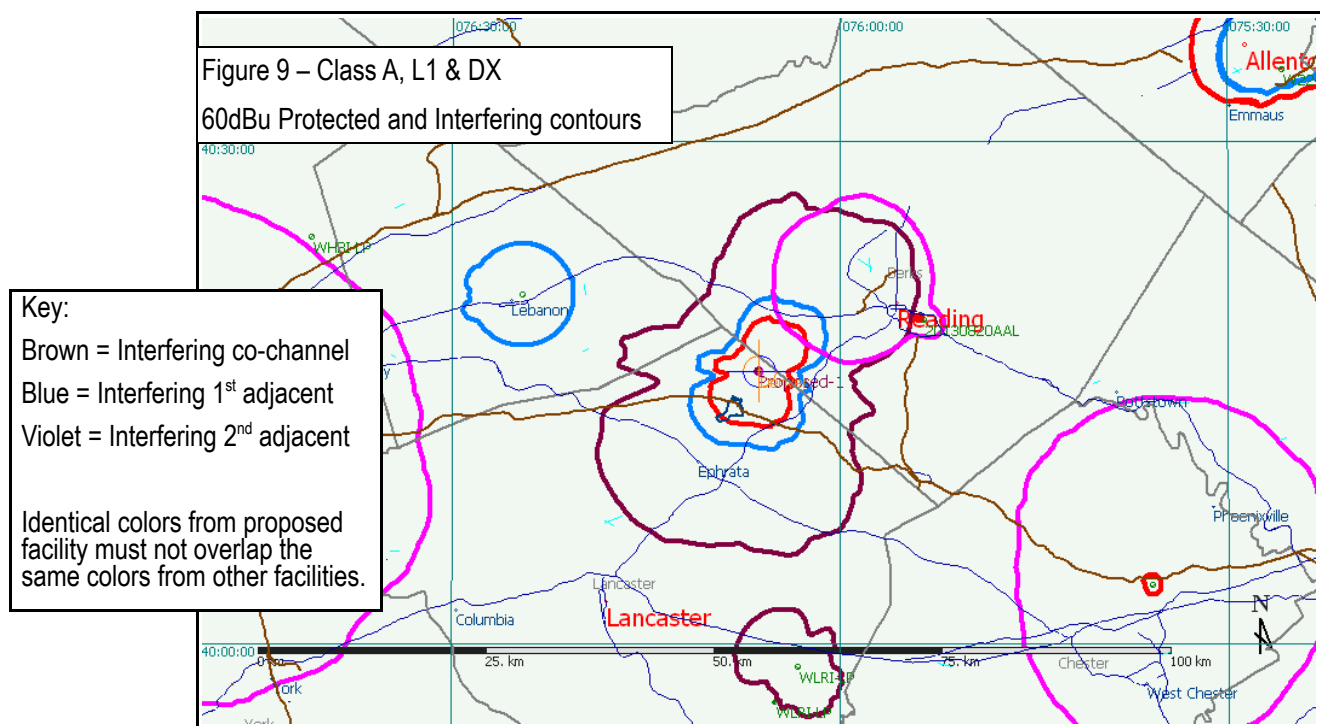 076:30:00
076:00:00
075:30:00
Figure 9 – Class A, L1 & DX
60dBu Protected and Interfering contours
Emmaus
40:30:00
WHBI-LP
Lebanon
Berks
Reading
20130820AAL
Key:
Brown = Interfering co-channel
Blue = Interfering 1st adjacent
Violet = Interfering 2nd adjacent
Identical colors from proposed
facility must not overlap the
same colors from other facilities.
Pottstown
Ephrata
Phoenixville
Lancaster
Lancaster
Columbia
N
40:00:00
0 km
25. km
50. km
75. km
100 km
Chester
WLRI-LP
West Chester
WLRI-LP
York